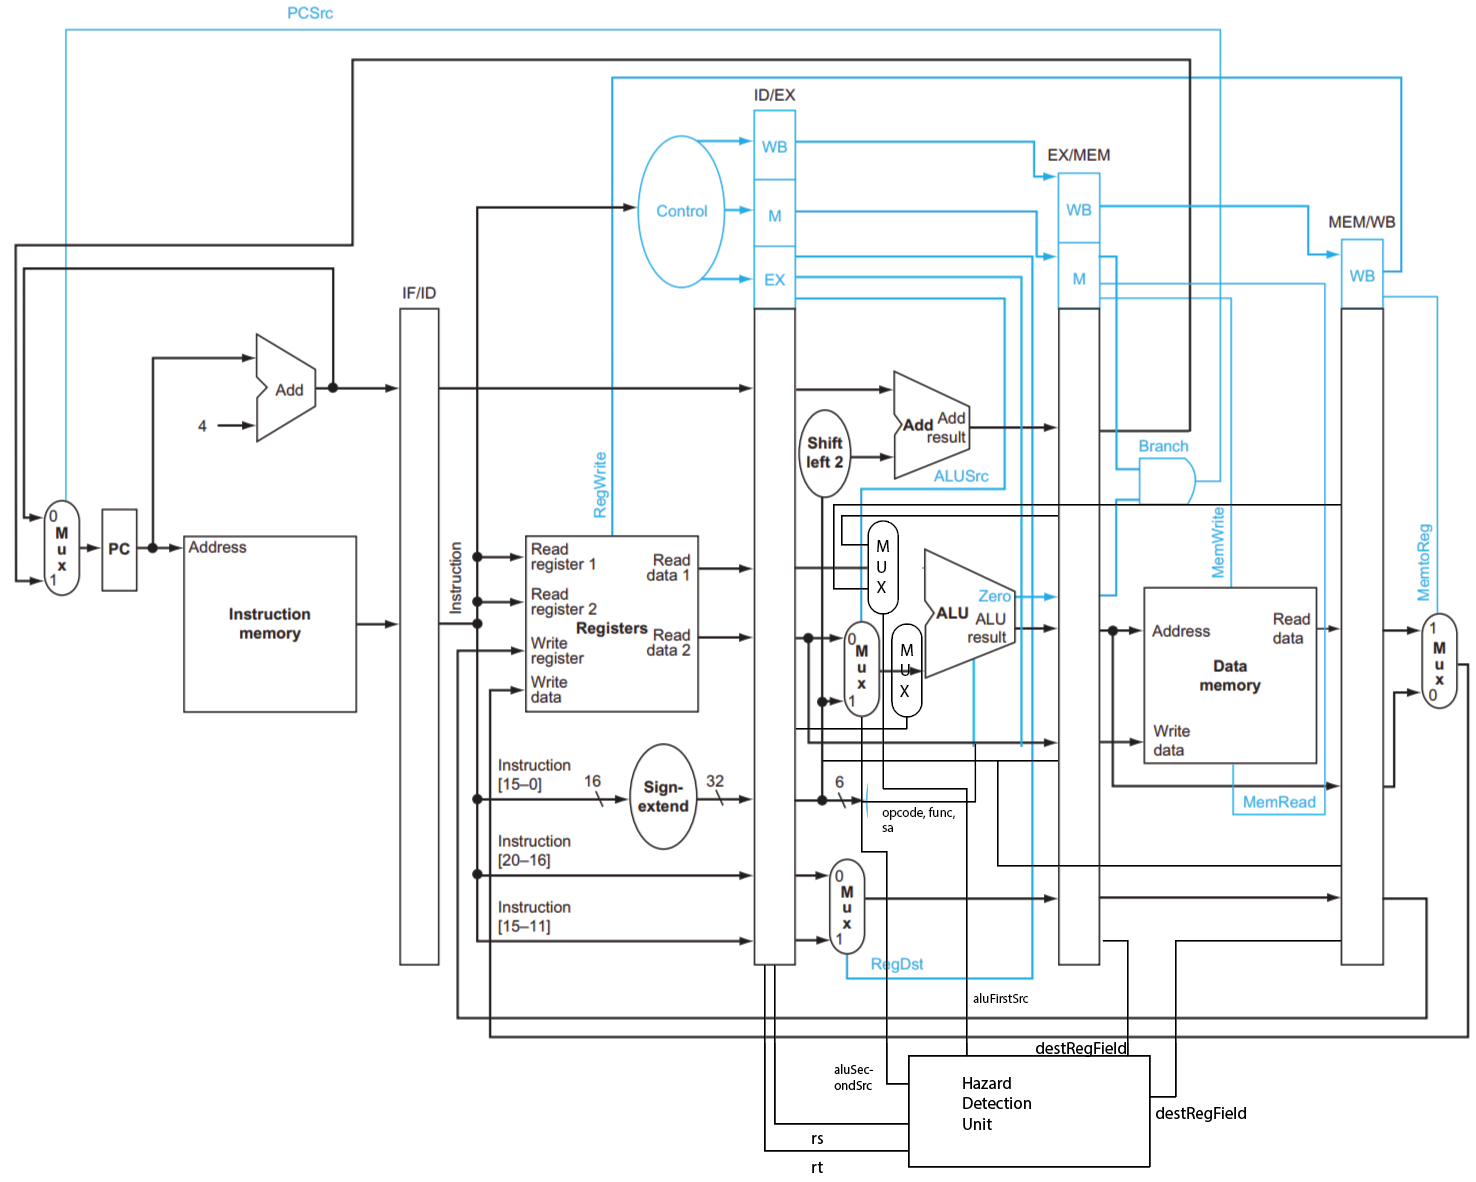 PCSrc
ID/EX
WB
EX/MEM
Control
M
WB
MEM/WB
EX
M
WB
IF/ID
Add
4
Shift
left 2
Add
Add
result
ALUSrc
Branch
RegWrite
0
M
u
x
1
PC
Address
Instruction
memory
Instruction
Read
register 1
Read
data 1
Read
register 2
Registers
Write
register
Read
data 2
Write
data
M
U
X
0
M
u
x
1
M
U
X
ALU
Zero
ALU
result
MemWrite
Address
Read
data
Data
memory
Write
data
MemtoReg
1
M
u
x
0
Instruction
[15–0]
16
Sign-
extend
32
6
opcode, func,
sa
MemRead
Instruction
[20–16]
Instruction
[15–11]
0
M
u
x
1
RegDst
aluFirstSrc
destRegField
aluSec-
ondSrc
Hazard
Detection
Unit
destRegField
rs
rt